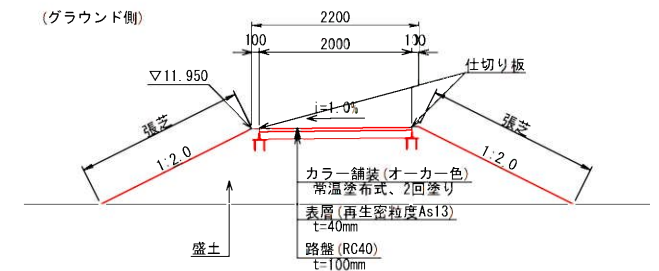 (グラウンド側)
2200
100
2000
100
仕切り板
▽11.950
i=1.0%
張芝
張芝
1:2.0
1:2.0
カラー舗装(オーカー色)
常温塗布式、2回塗り
表層(再生密粒度As13)
t=40mm
盛土
路盤(RC40)
t=100mm